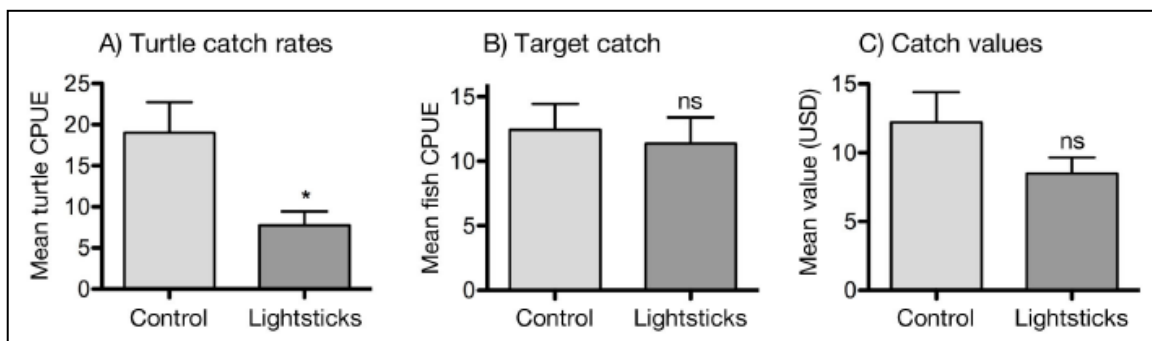 A) Turtle catch rates
Mean turtle CPUE
25
20
15
10
5
0
*
Control Lightsticks
B) Target catch
Mean fish CPUE
15
10
5
0
ns
Control Lightsticks
C) Catch values
Mean value (USD)
15
10
5
0
ns
Control Lightsticks